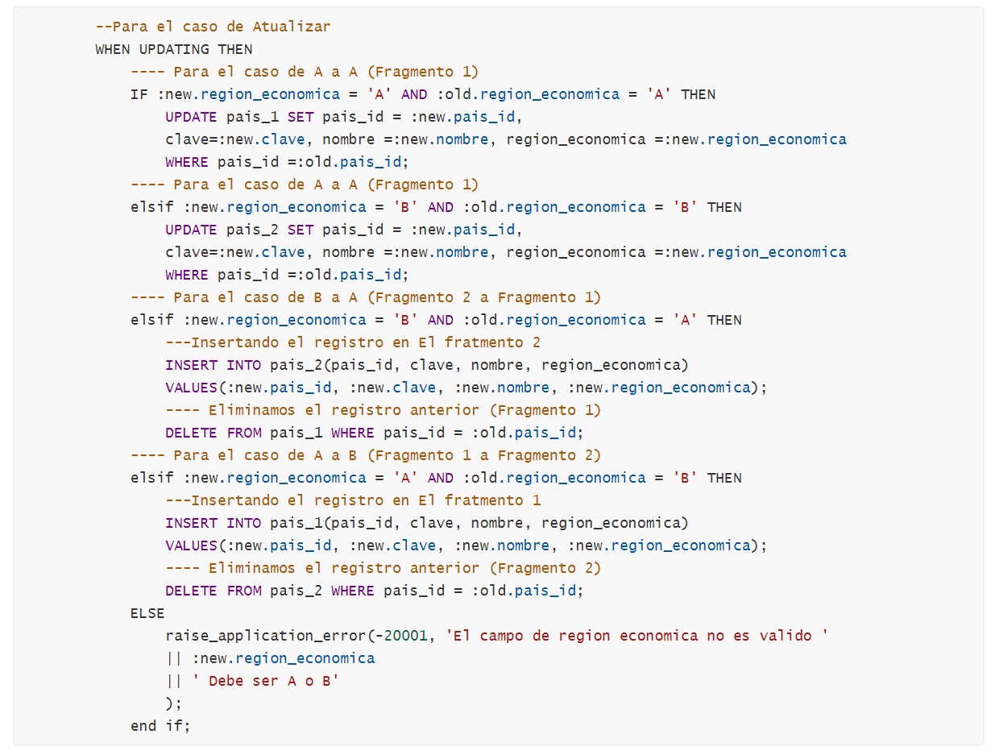 --Para el caso de Atualizar
WHEN UPDATING THEN
---- Para el caso de A a A (Fragmento 1)
IF :new.region_economica = 'A' AND :old.region_economica = 'A' THEN
UPDATE pais_1 SET pais_id = :new.pais_id,
clave=:new.clave, nombre =:new.nombre, region_economica =:new.region_economica
WHERE pais_id =:old.pais_id;
---- Para el caso de A a A (Fragmento 1)
elsif :new.region_economica = 'B' AND :old.region_economica = 'B' THEN
UPDATE pais_2 SET pais_id = :new.pais_id,
clave=:new.clave, nombre =:new.nombre, region_economica =:new.region_economica
WHERE pais_id =:old.pais_id;
---- Para el caso de B a A (Fragmento 2 a Fragmento 1)
elsif :new.region_economica = 'B' AND :old.region_economica = 'A' THEN
---Insertando el registro en El fratmento 2
INSERT INTO pais_2(pais_id, clave, nombre, region_economica)
VALUES(:new.pais_id, :new.clave, :new.nombre, :new.region_economica);
---- Eliminamos el registro anterior (Fragmento 1)
DELETE FROM pais_1 WHERE pais_id = :old.pais_id;
---- Para el caso de A a B (Fragmento 1 a Fragmento 2)
elsif :new.region_economica = 'A' AND :old.region_economica = 'B' THEN
---Insertando el registro en El fratmento 1
INSERT INTO pais_1(pais_id, clave, nombre, region_economica)
VALUES(:new.pais_id, :new.clave, :new.nombre, :new.region_economica);
---- Eliminamos el registro anterior (Fragmento 2)
DELETE FROM pais_2 WHERE pais_id = :old.pais_id;
ELSE
raise_application_error(-20001, 'El campo de region economica no es valido '
|| :new.region_economica
|| ' Debe ser A o B'
);
end if;